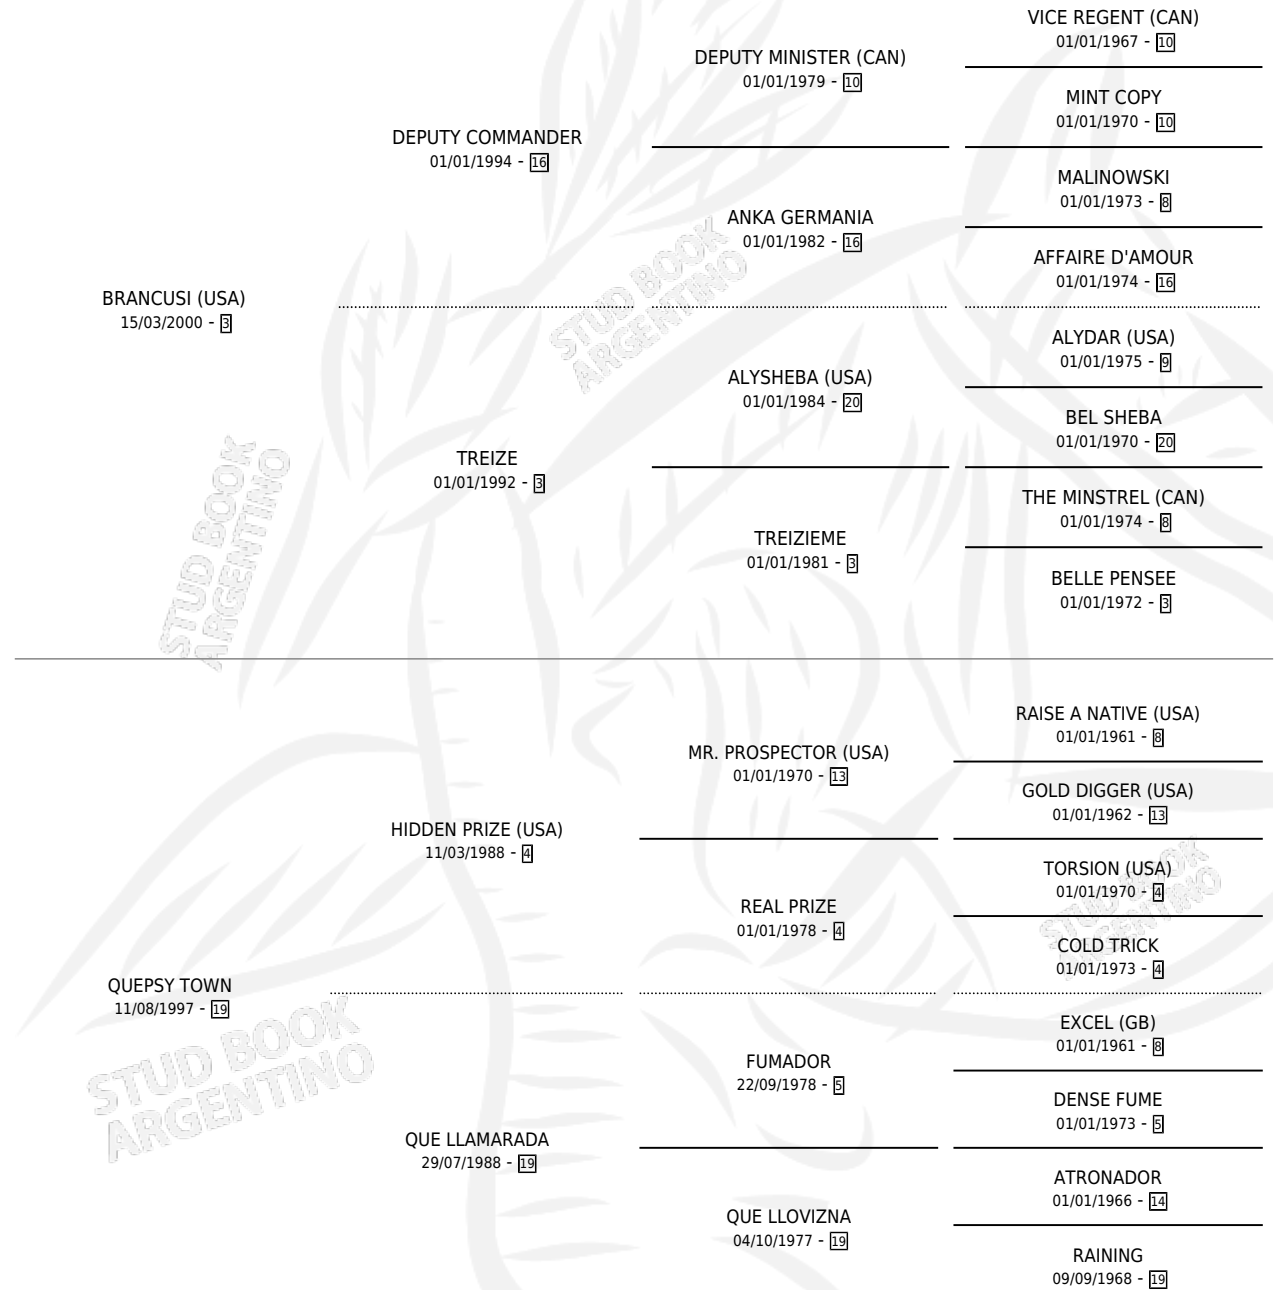 VICE REGENT (CAN)
01/01/1967 - 10
DEPUTY MINISTER (CAN)
01/01/1979 - 10
MINT COPY
01/01/1970 - 10
DEPUTY COMMANDER
01/01/1994 - 16
MALINOWSKI
01/01/1973 - 8
ANKA GERMANIA
01/01/1982 - 16
AFFAIRE D'AMOUR
01/01/1974 - 16
BRANCUSI (USA)
15/03/2000 - 3
STUD BOOK
ARGENTINO
ALYDAR (USA)
01/01/1975 - 9
ALYSHEBA (USA)
01/01/1984 - 20
BEL SHEBA
01/01/1970 - 20
TREIZE
01/01/1992 - 3
THE MINSTREL (CAN)
01/01/1974 - 8
TREIZIEME
01/01/1981 - 3
BELLE PENSEE
01/01/1972 - 3
STUD BOOK
ARGENTINO
RAISE A NATIVE (USA)
01/01/1961 - 8
MR. PROSPECTOR (USA)
01/01/1970 - 13
GOLD DIGGER (USA)
01/01/1962 - 13
HIDDEN PRIZE (USA)
11/03/1988 - 4
TORSION (USA)
01/01/1970 - 4
REAL PRIZE
01/01/1978 - 4
COLD TRICK
01/01/1973 - 4
STUD BOOK
ARGENTINO
QUEPSY TOWN
11/08/1997 - 19
EXCEL (GB)
01/01/1961 - 8
FUMADOR
22/09/1978 - 5
DENSE FUME
01/01/1973 - 5
STUD BOOK
ARGENTINO
QUE LLAMARADA
29/07/1988 - 19
ATRONADOR
01/01/1966 - 14
QUE LLOVIZNA
04/10/1977 - 19
RAINING
09/09/1968 - 19